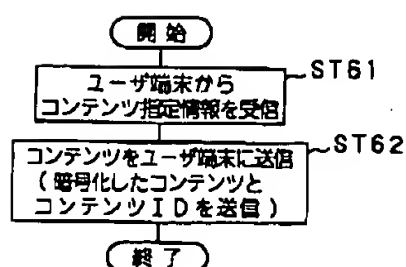 開始
ユーザ端末から
コンテンツ指定情報を受信
ST61
コンテンツをユーザ端末に送信
(暗号化したコンテンツと
コンテンツIDを送信)
ST62
終了